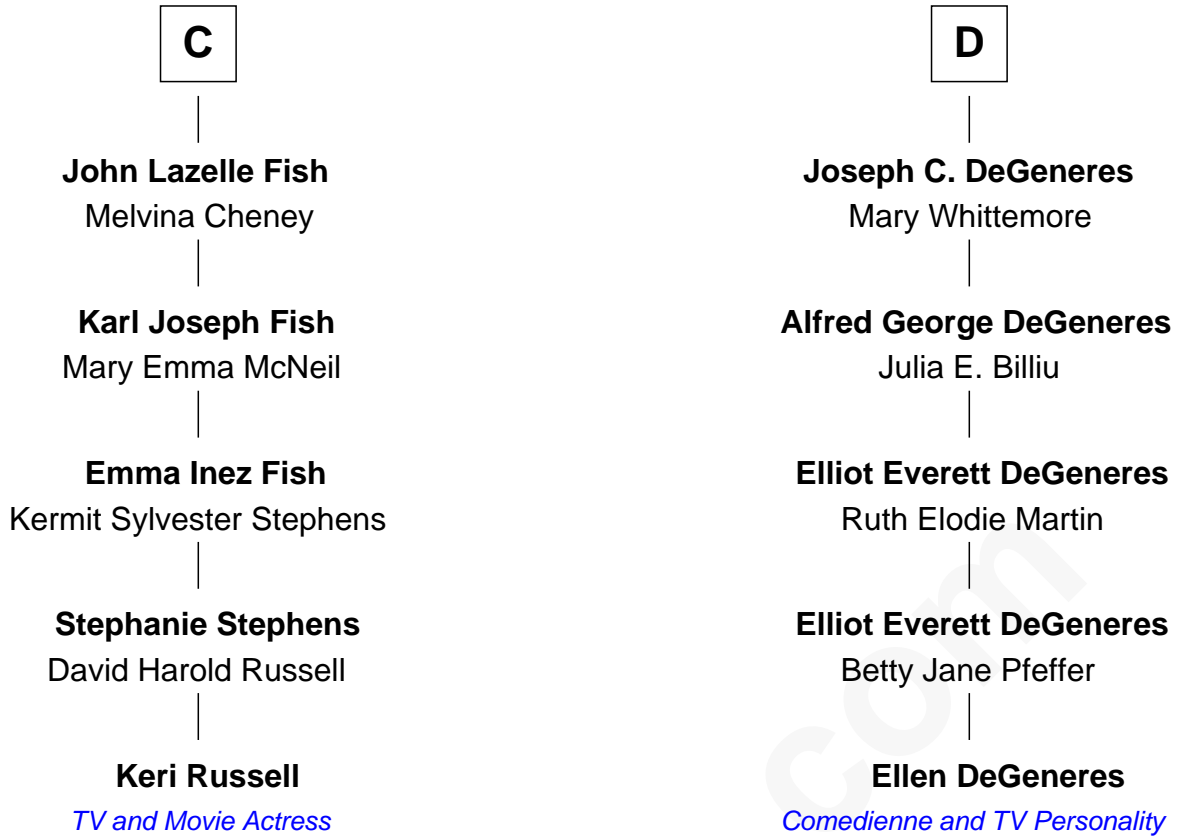 C
John Lazelle Fish
Melvina Cheney
Karl Joseph Fish
Mary Emma McNeil
Emma Inez Fish
Kermit Sylvester Stephens
Stephanie Stephens
David Harold Russell
Keri Russell
TV and Movie Actress
D
Joseph C. DeGeneres
Mary Whittemore
Alfred George DeGeneres
Julia E. Billiu
Elliot Everett DeGeneres
Ruth Elodie Martin
Elliot Everett DeGeneres
Betty Jane Pfeffer
Ellen DeGeneres
Comedienne and TV Personality
com